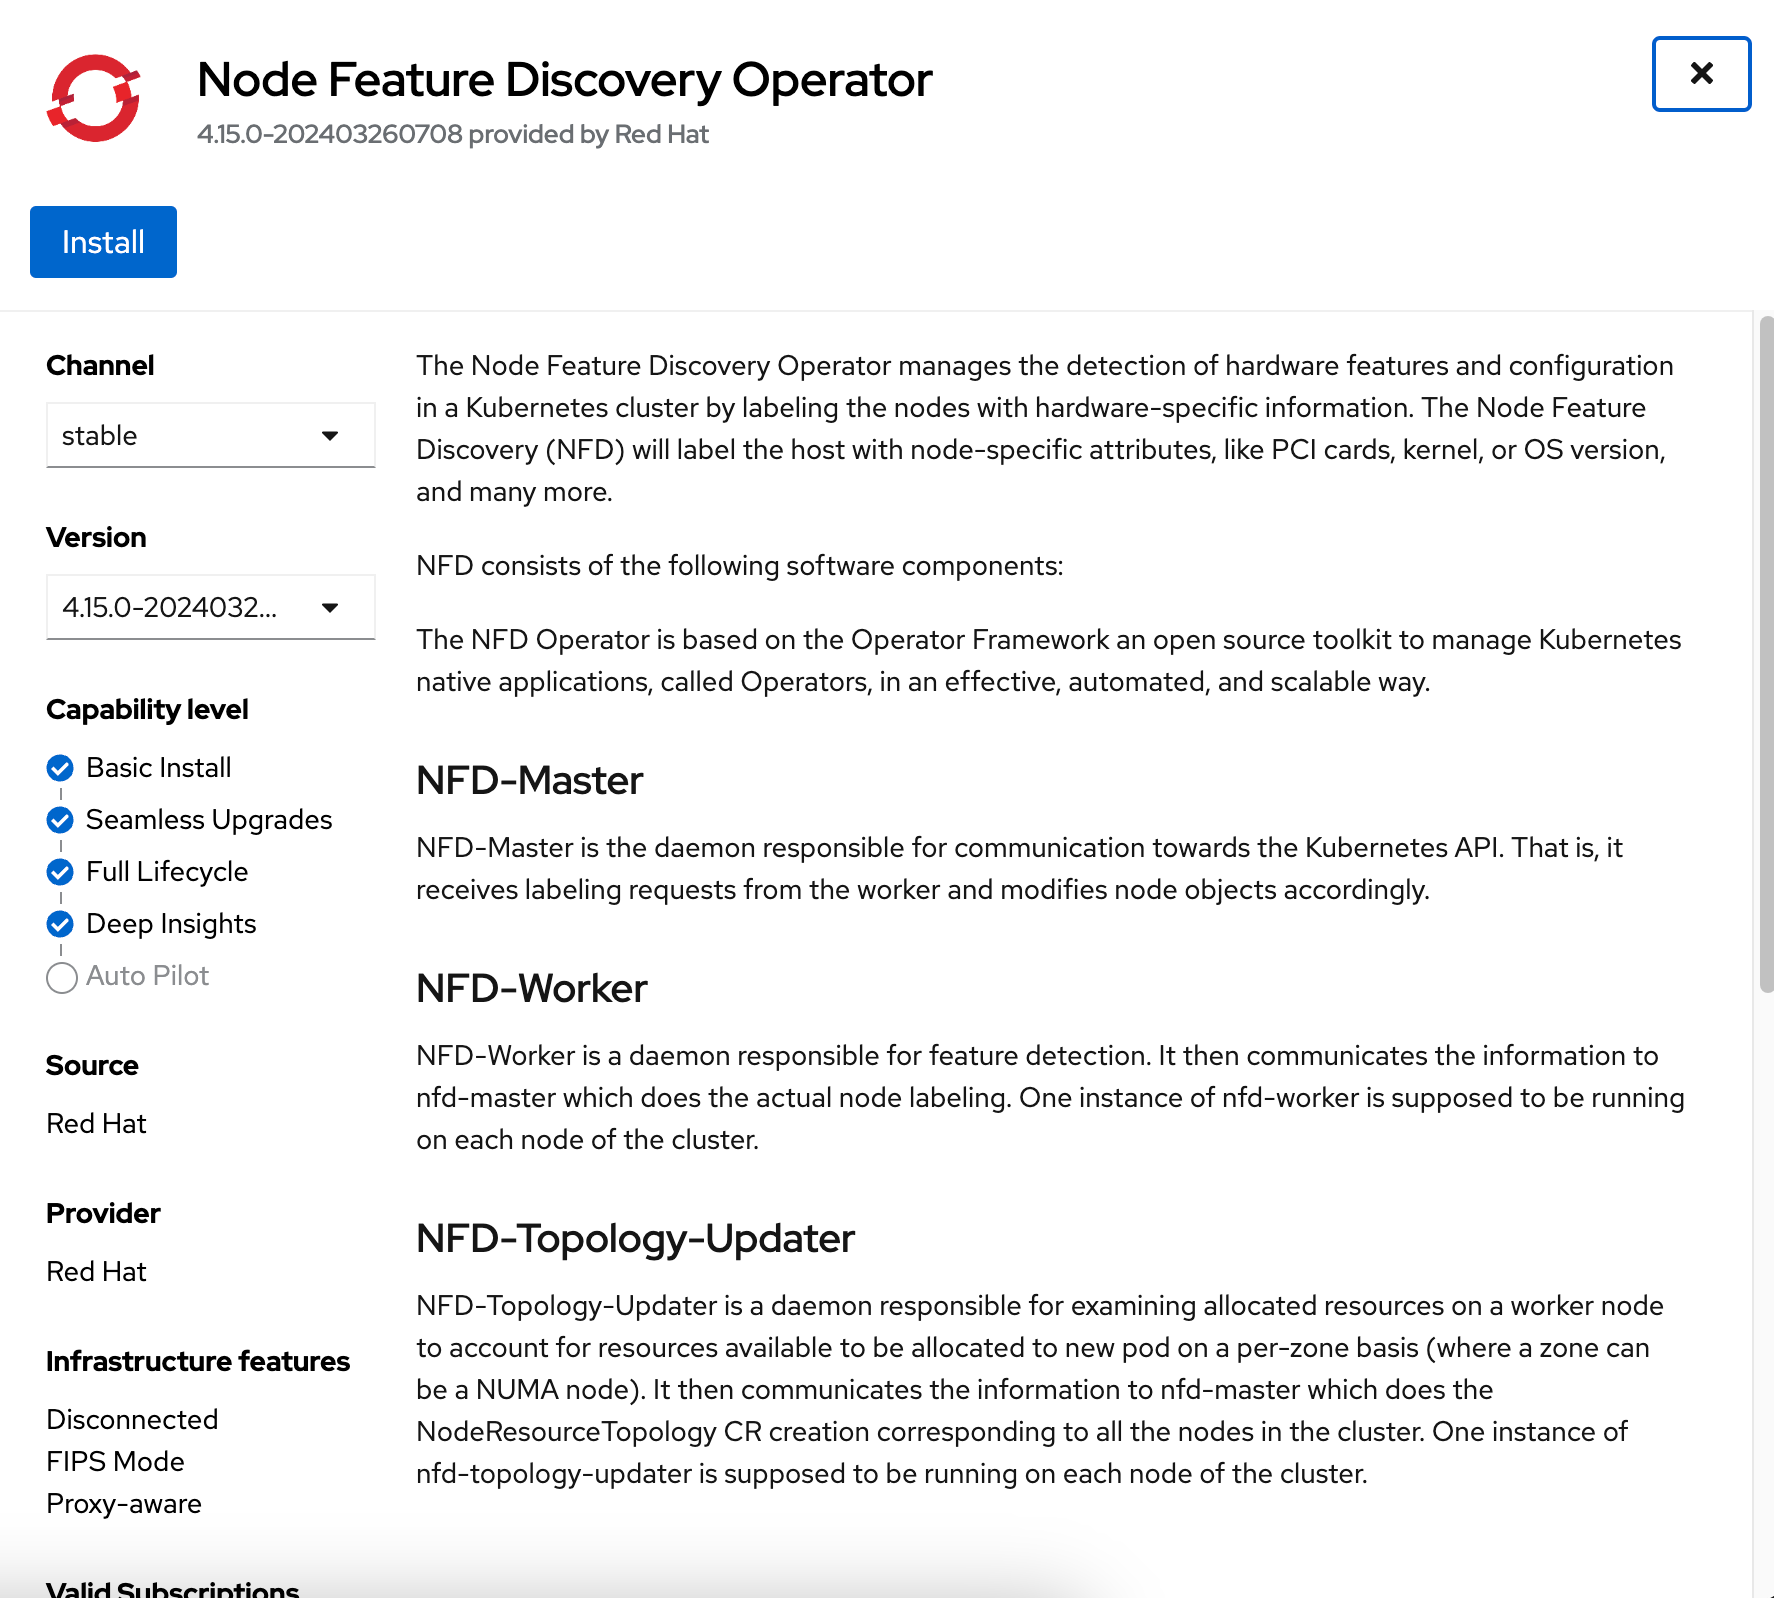 Node Feature Discovery Operator
4.15.0-202403260708 provided by Red Hat
Install
Channel
stable
Version
4.15.0-2024032...
Capability level
Basic Install
Seamless Upgrades
Full Lifecycle
Deep Insights
Auto Pilot
Source
Red Hat
Provider
Red Hat
Infrastructure features
Disconnected
FIPS Mode
Proxy-aware
Valid Subscriptions
The Node Feature Discovery Operator manages the detection of hardware features and configuration
in a Kubernetes cluster by labeling the nodes with hardware-specific information. The Node Feature
Discovery (NFD) will label the host with node-specific attributes, like PCI cards, kernel, or OS version,
and many more.
NFD consists of the following software components:
The NFD Operator is based on the Operator Framework an open source toolkit to manage Kubernetes
native applications, called Operators, in an effective, automated, and scalable way.
NFD-Master
NFD-Master is the daemon responsible for communication towards the Kubernetes API. That is, it
receives labeling requests from the worker and modifies node objects accordingly.
NFD-Worker
NFD-Worker is a daemon responsible for feature detection. It then communicates the information to
nfd-master which does the actual node labeling. One instance of nfd-worker is supposed to be running
on each node of the cluster.
NFD-Topology-Updater
NFD-Topology-Updater is a daemon responsible for examining allocated resources on a worker node
to account for resources available to be allocated to new pod on a per-zone basis (where a zone can
be a NUMA node). It then communicates the information to nfd-master which does the
NodeResourceTopology CR creation corresponding to all the nodes in the cluster. One instance of
nfd-topology-updater is supposed to be running on each node of the cluster.